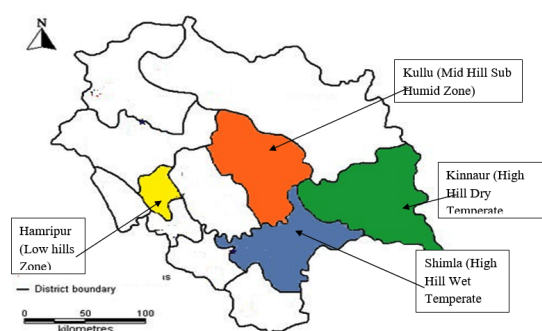 N
Kullu (Mid Hill Sub
Humid Zone)
Kinnaur (High
Hill Dry
Temperate
Hamripur
(Low hills
Zone)
Shimla (High
Hill Wet
Temperate
District boundary
0 50 100
kilometres